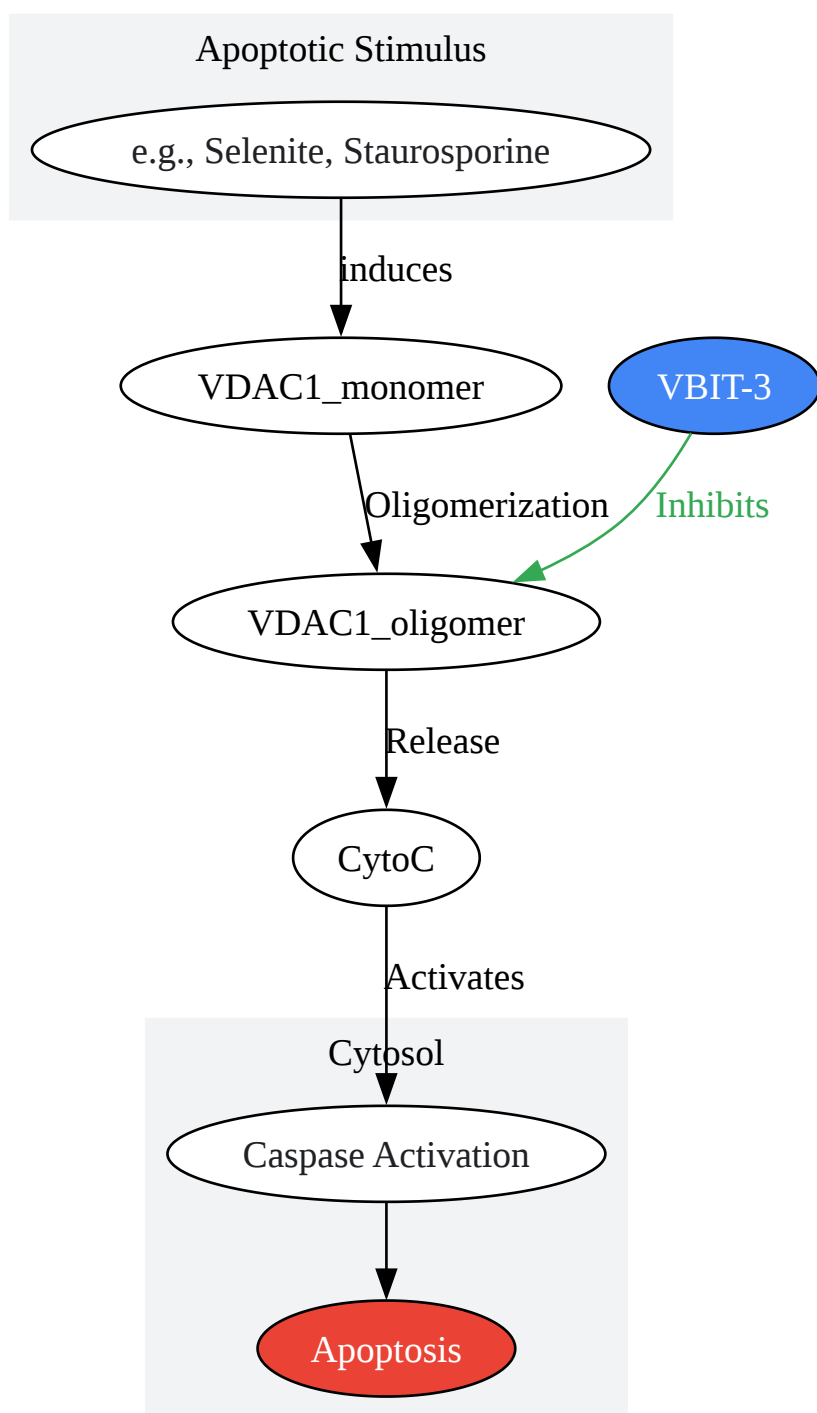 Apoptotic Stimulus
e.g., Selenite, Staurosporine
induces
VDAC1_monomer
VBIT-3
Oligomerization
Inhibits
VDAC1_oligomer
Release
CytoC
Activates
Cytosol
Caspase Activation
Apoptosis